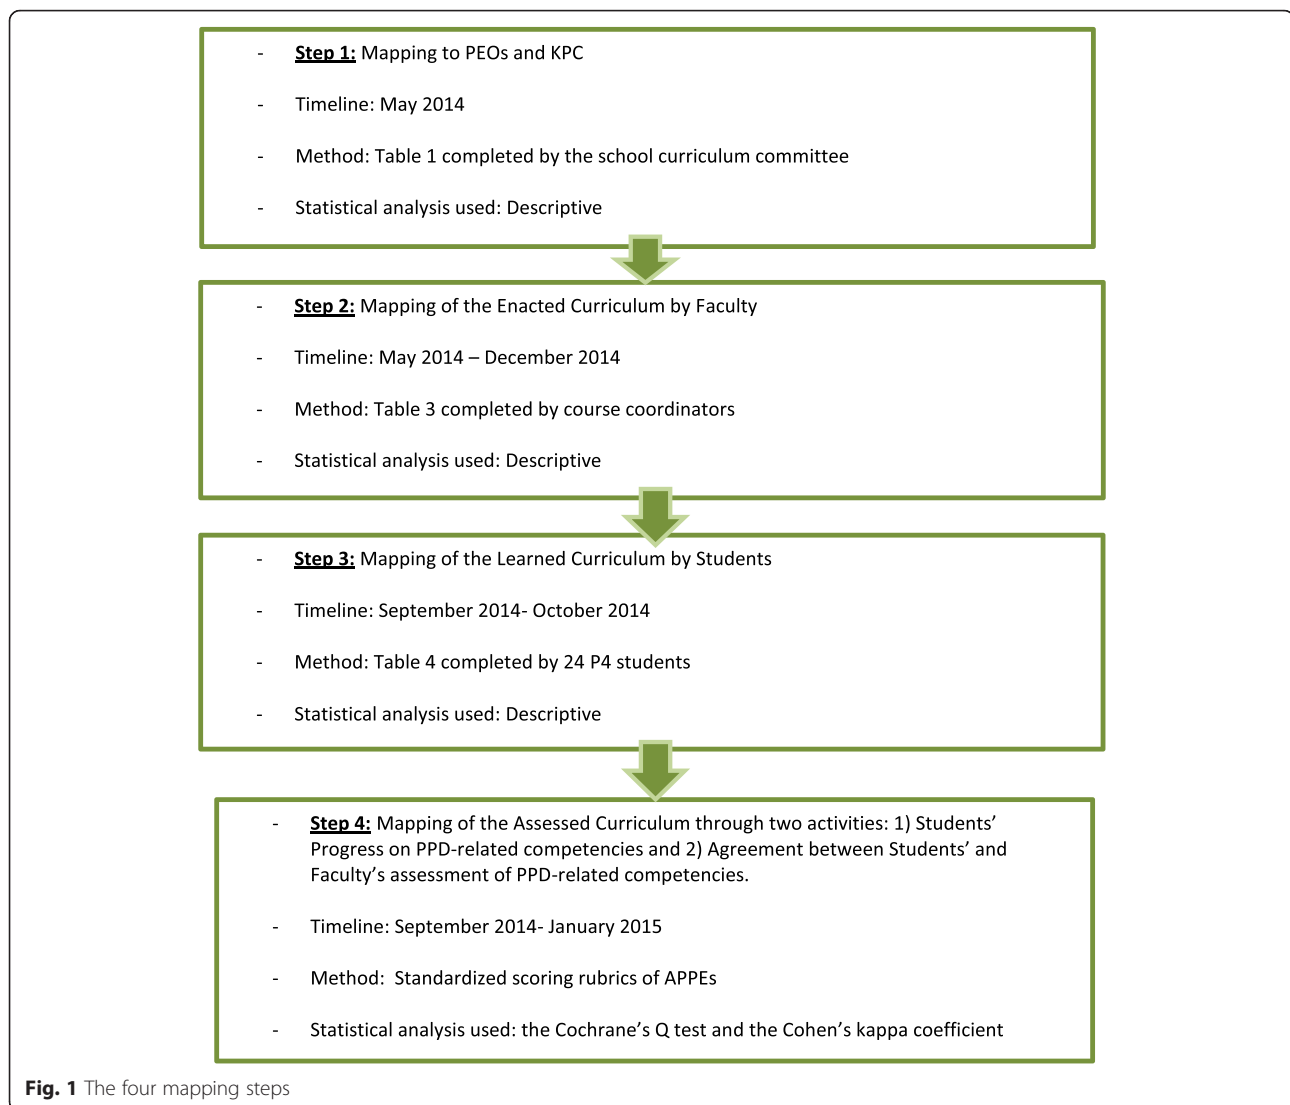 - Step 1: Mapping to PEOs and KPC
- Timeline: May 2014
- Method: Table 1 completed by the school curriculum committee
- Statistical analysis used: Descriptive
- Step 2: Mapping of the Enacted Curriculum by Faculty
- Timeline: May 2014 – December 2014
- Method: Table 3 completed by course coordinators
- Statistical analysis used: Descriptive
- Step 3: Mapping of the Learned Curriculum by Students
- Timeline: September 2014- October 2014
- Method: Table 4 completed by 24 P4 students
- Statistical analysis used: Descriptive
- Step 4: Mapping of the Assessed Curriculum through two activities: 1) Students’
Progress on PPD-related competencies and 2) Agreement between Students’ and
Faculty’s assessment of PPD-related competencies.
- Timeline: September 2014- January 2015
- Method:  Standardized scoring rubrics of APPEs
- Statistical analysis used: the Cochrane’s Q test and the Cohen’s kappa coefficient
Fig. 1 The four mapping steps